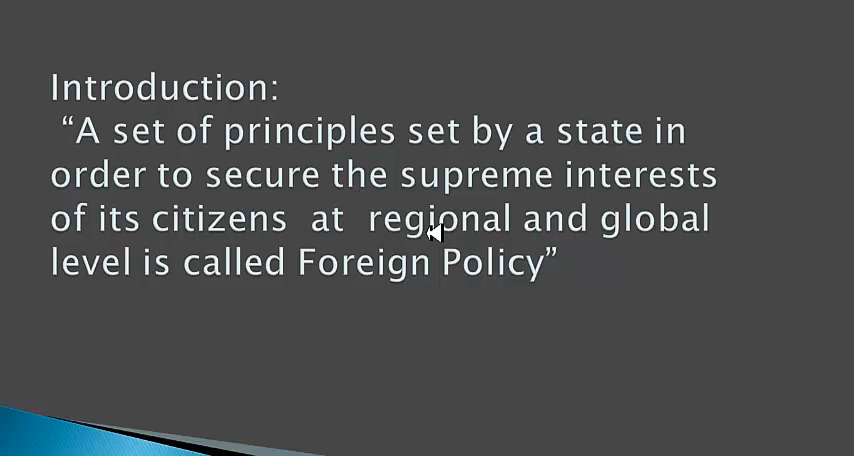 Introduction:
“A set of principles set by a state in
order to secure the supreme interests
of its citizens at regional and global
level is called Foreign Policy”